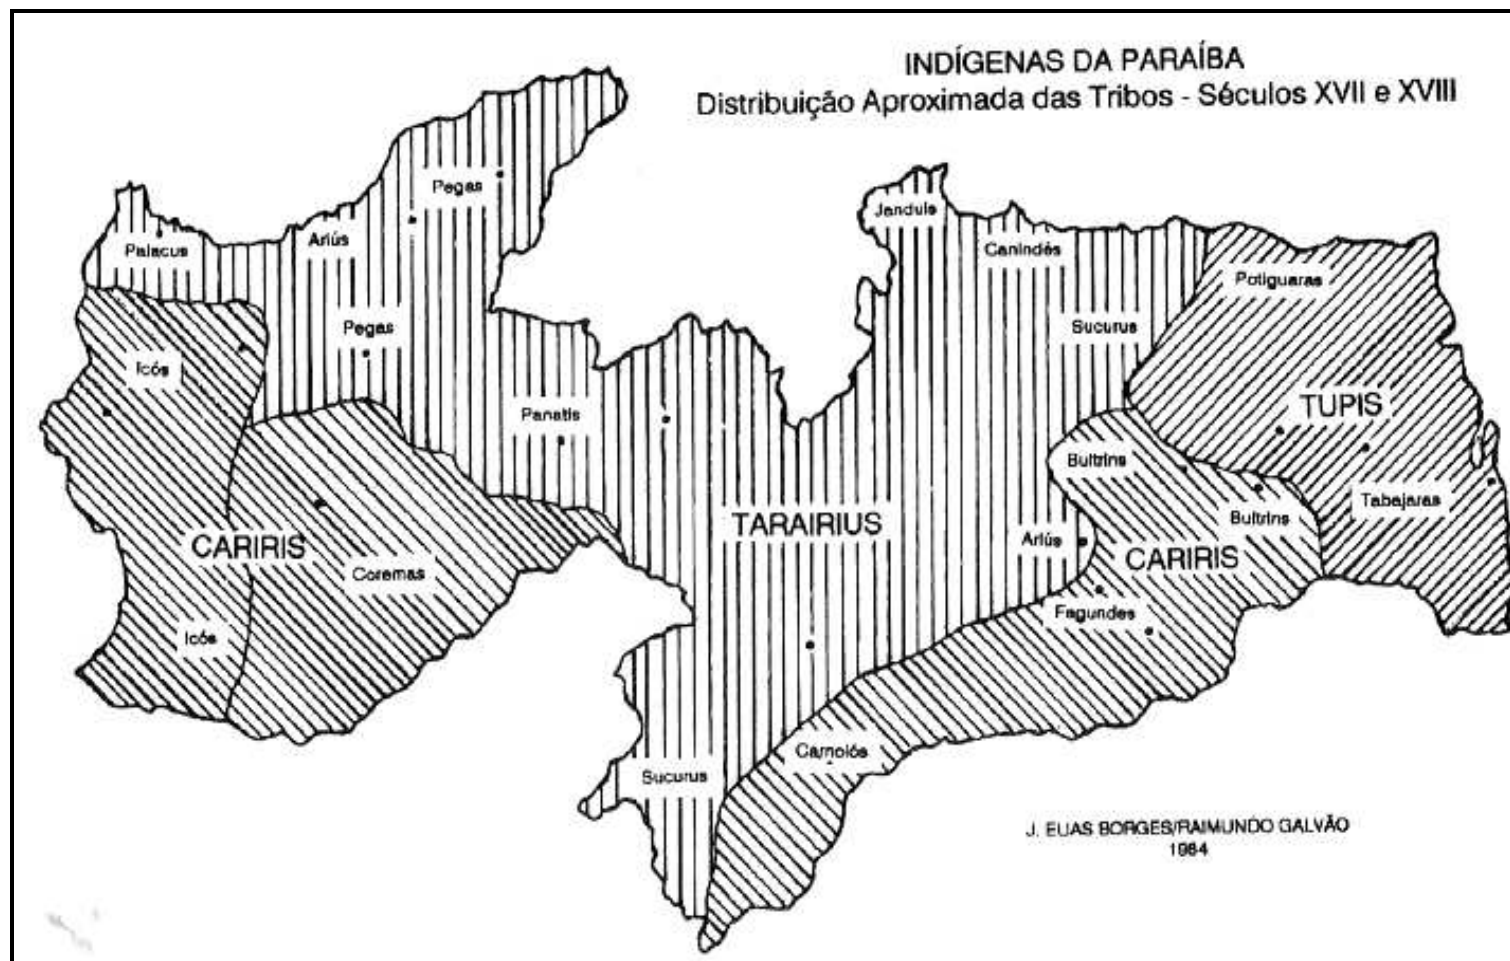 INDÍGENAS DA PARAÍBA
Distribuição Aproximada das Tribos - Séculos XVII e XVIII
Pegas
Janduis
Ariús
Palacus
Canindés
Potiguaras
Pegas
Sucurus
Icós
TUPIS
Panatis
Bultrins
Tabajaras
Bultrins
TARAIRIUS
Ariús
CARIRIS
CARIRIS
Coremas
Fagundes
Icós
Carnoiós
Sucurus
J. ELIAS BORGES/RAIMUNDO GALVÃO
1984